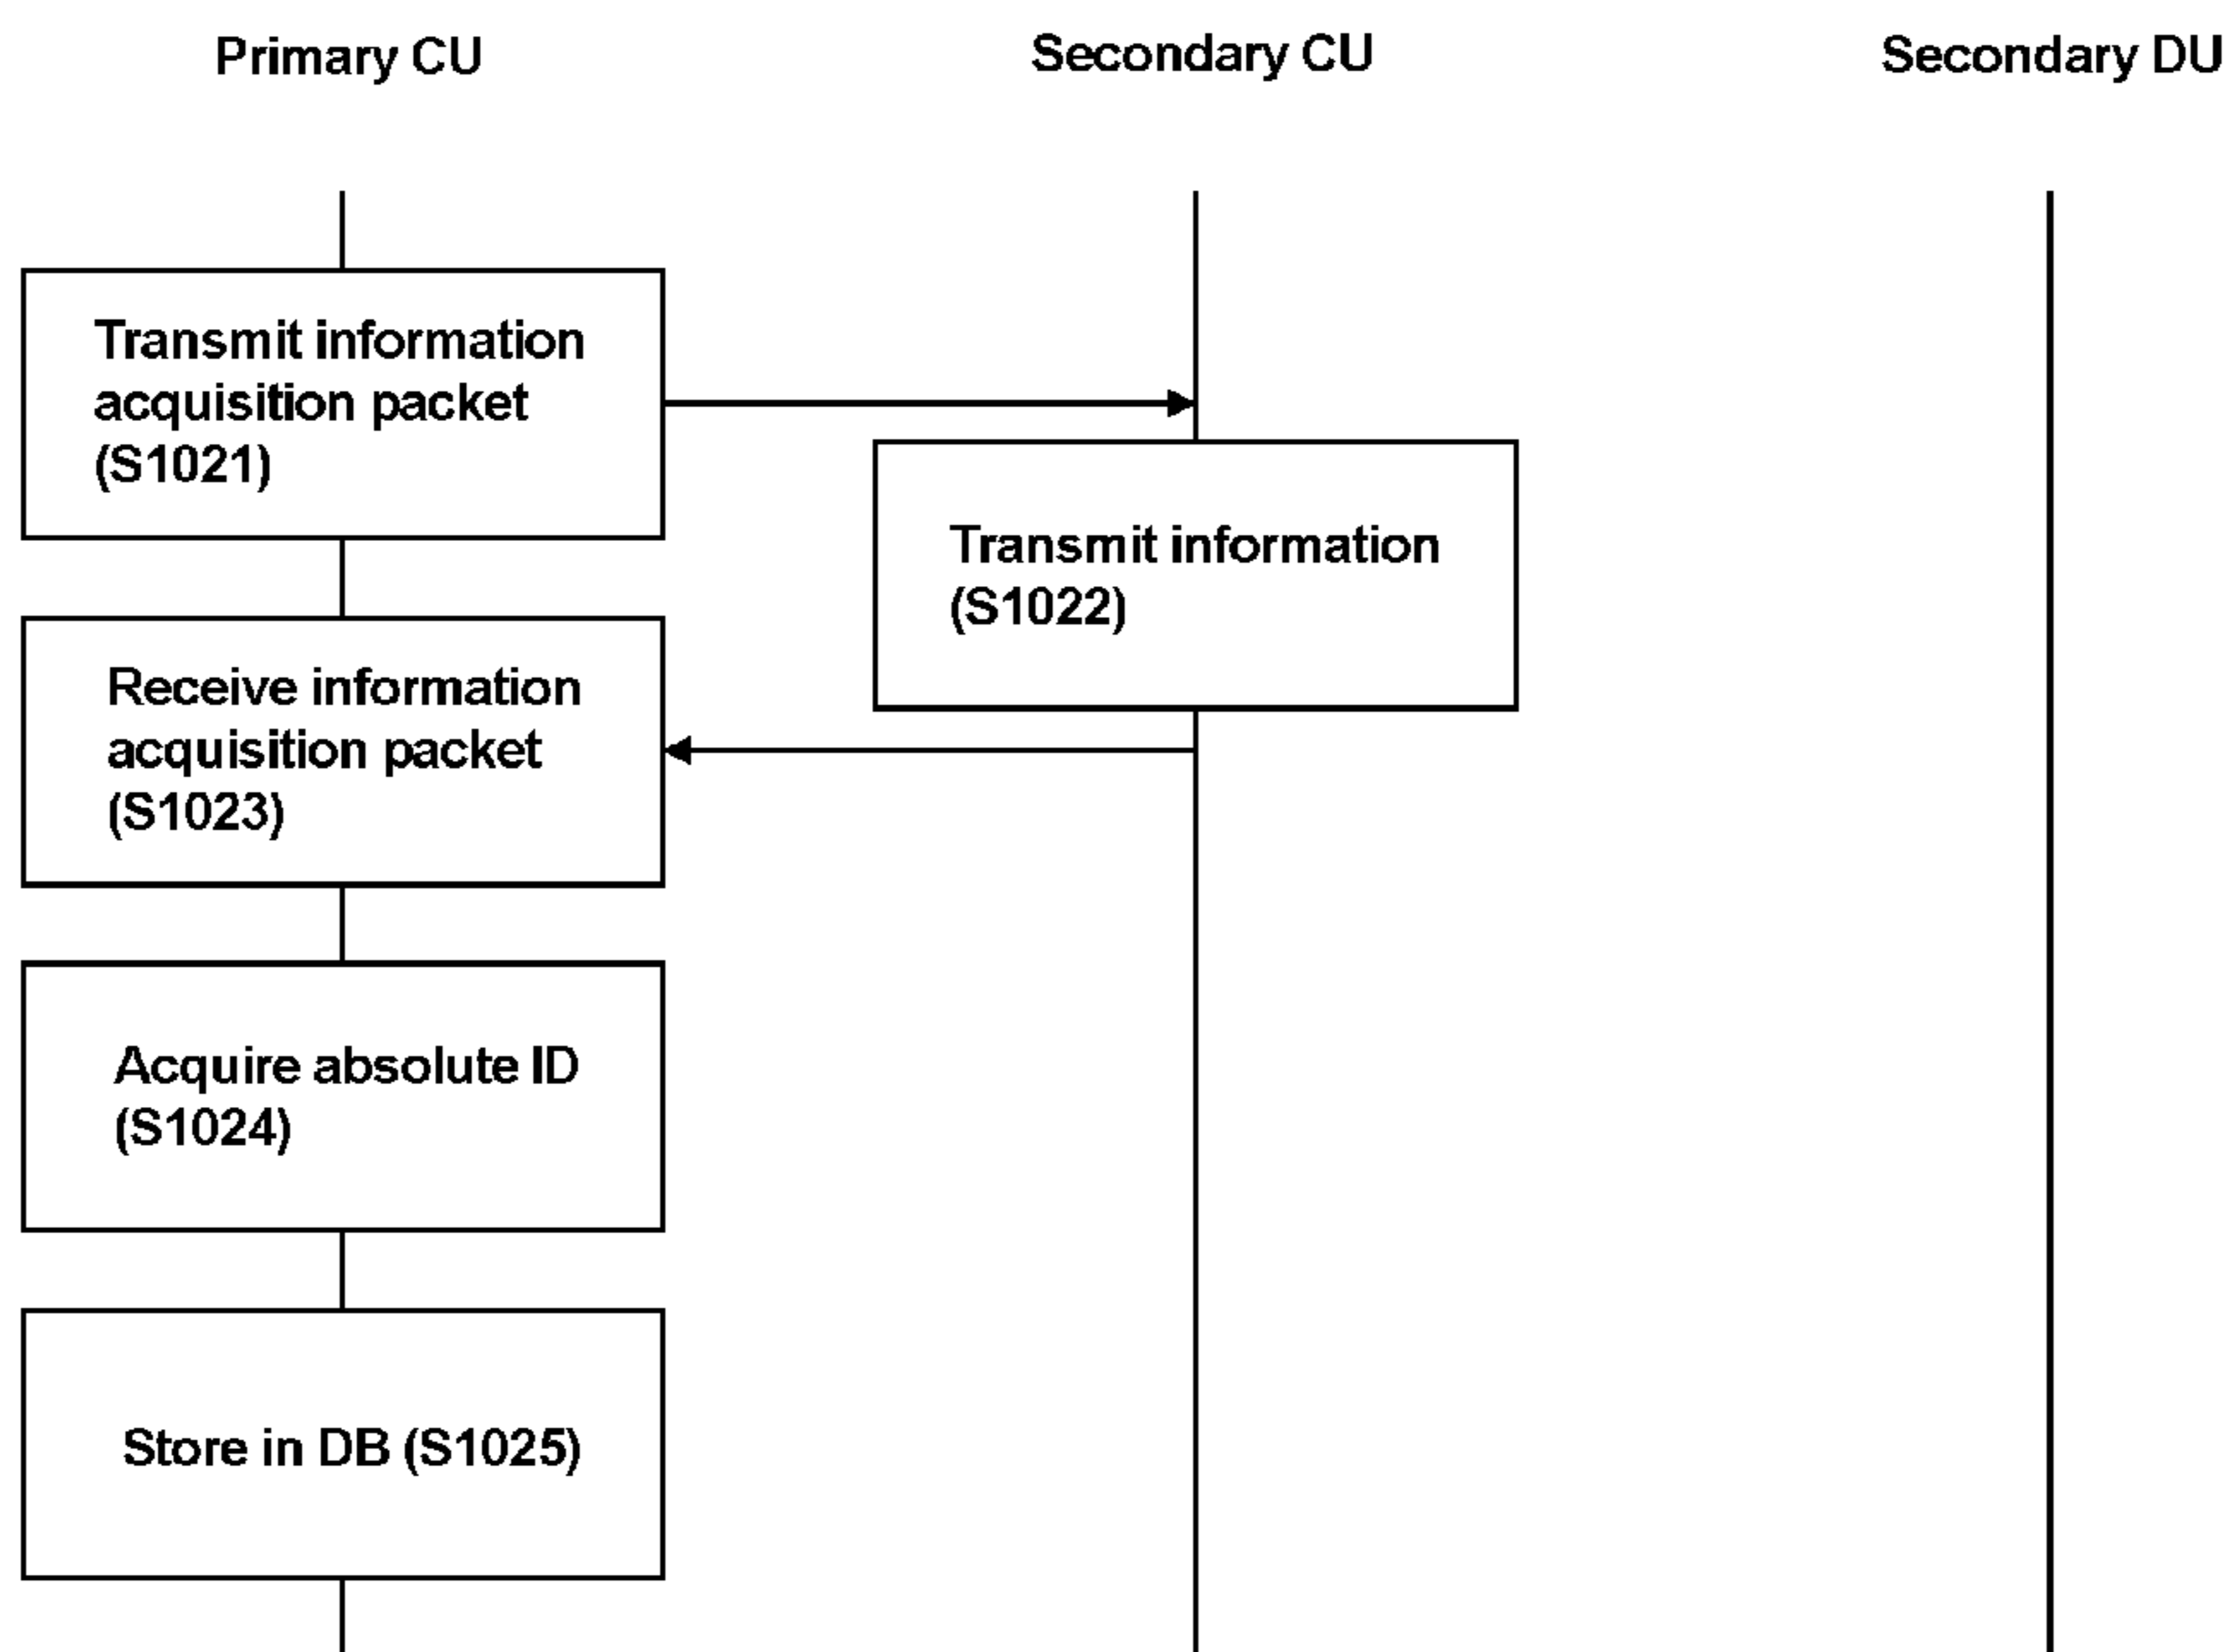 Primary CU
Secondary CU
Secondary DU
Transmit information
acquisition packet
(S1021)
Transmit information
(S1022)
Receive information
acquisition packet
(S1023)
Acquire absolute ID
(S1024)
Store in DB (S1025)